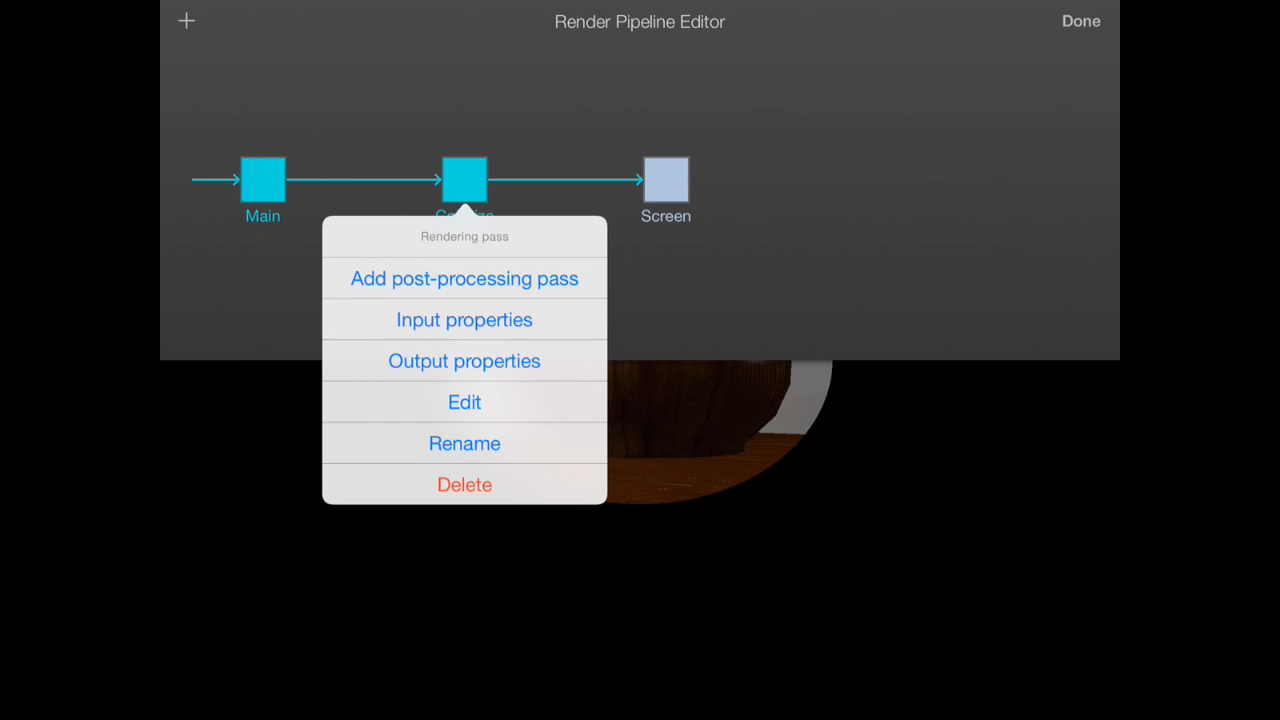 Render Pipeline Editor
Done
Main
Screen
Rendering pass
Add post-processing pass
Input properties
Output properties
Edit
Rename
Delete